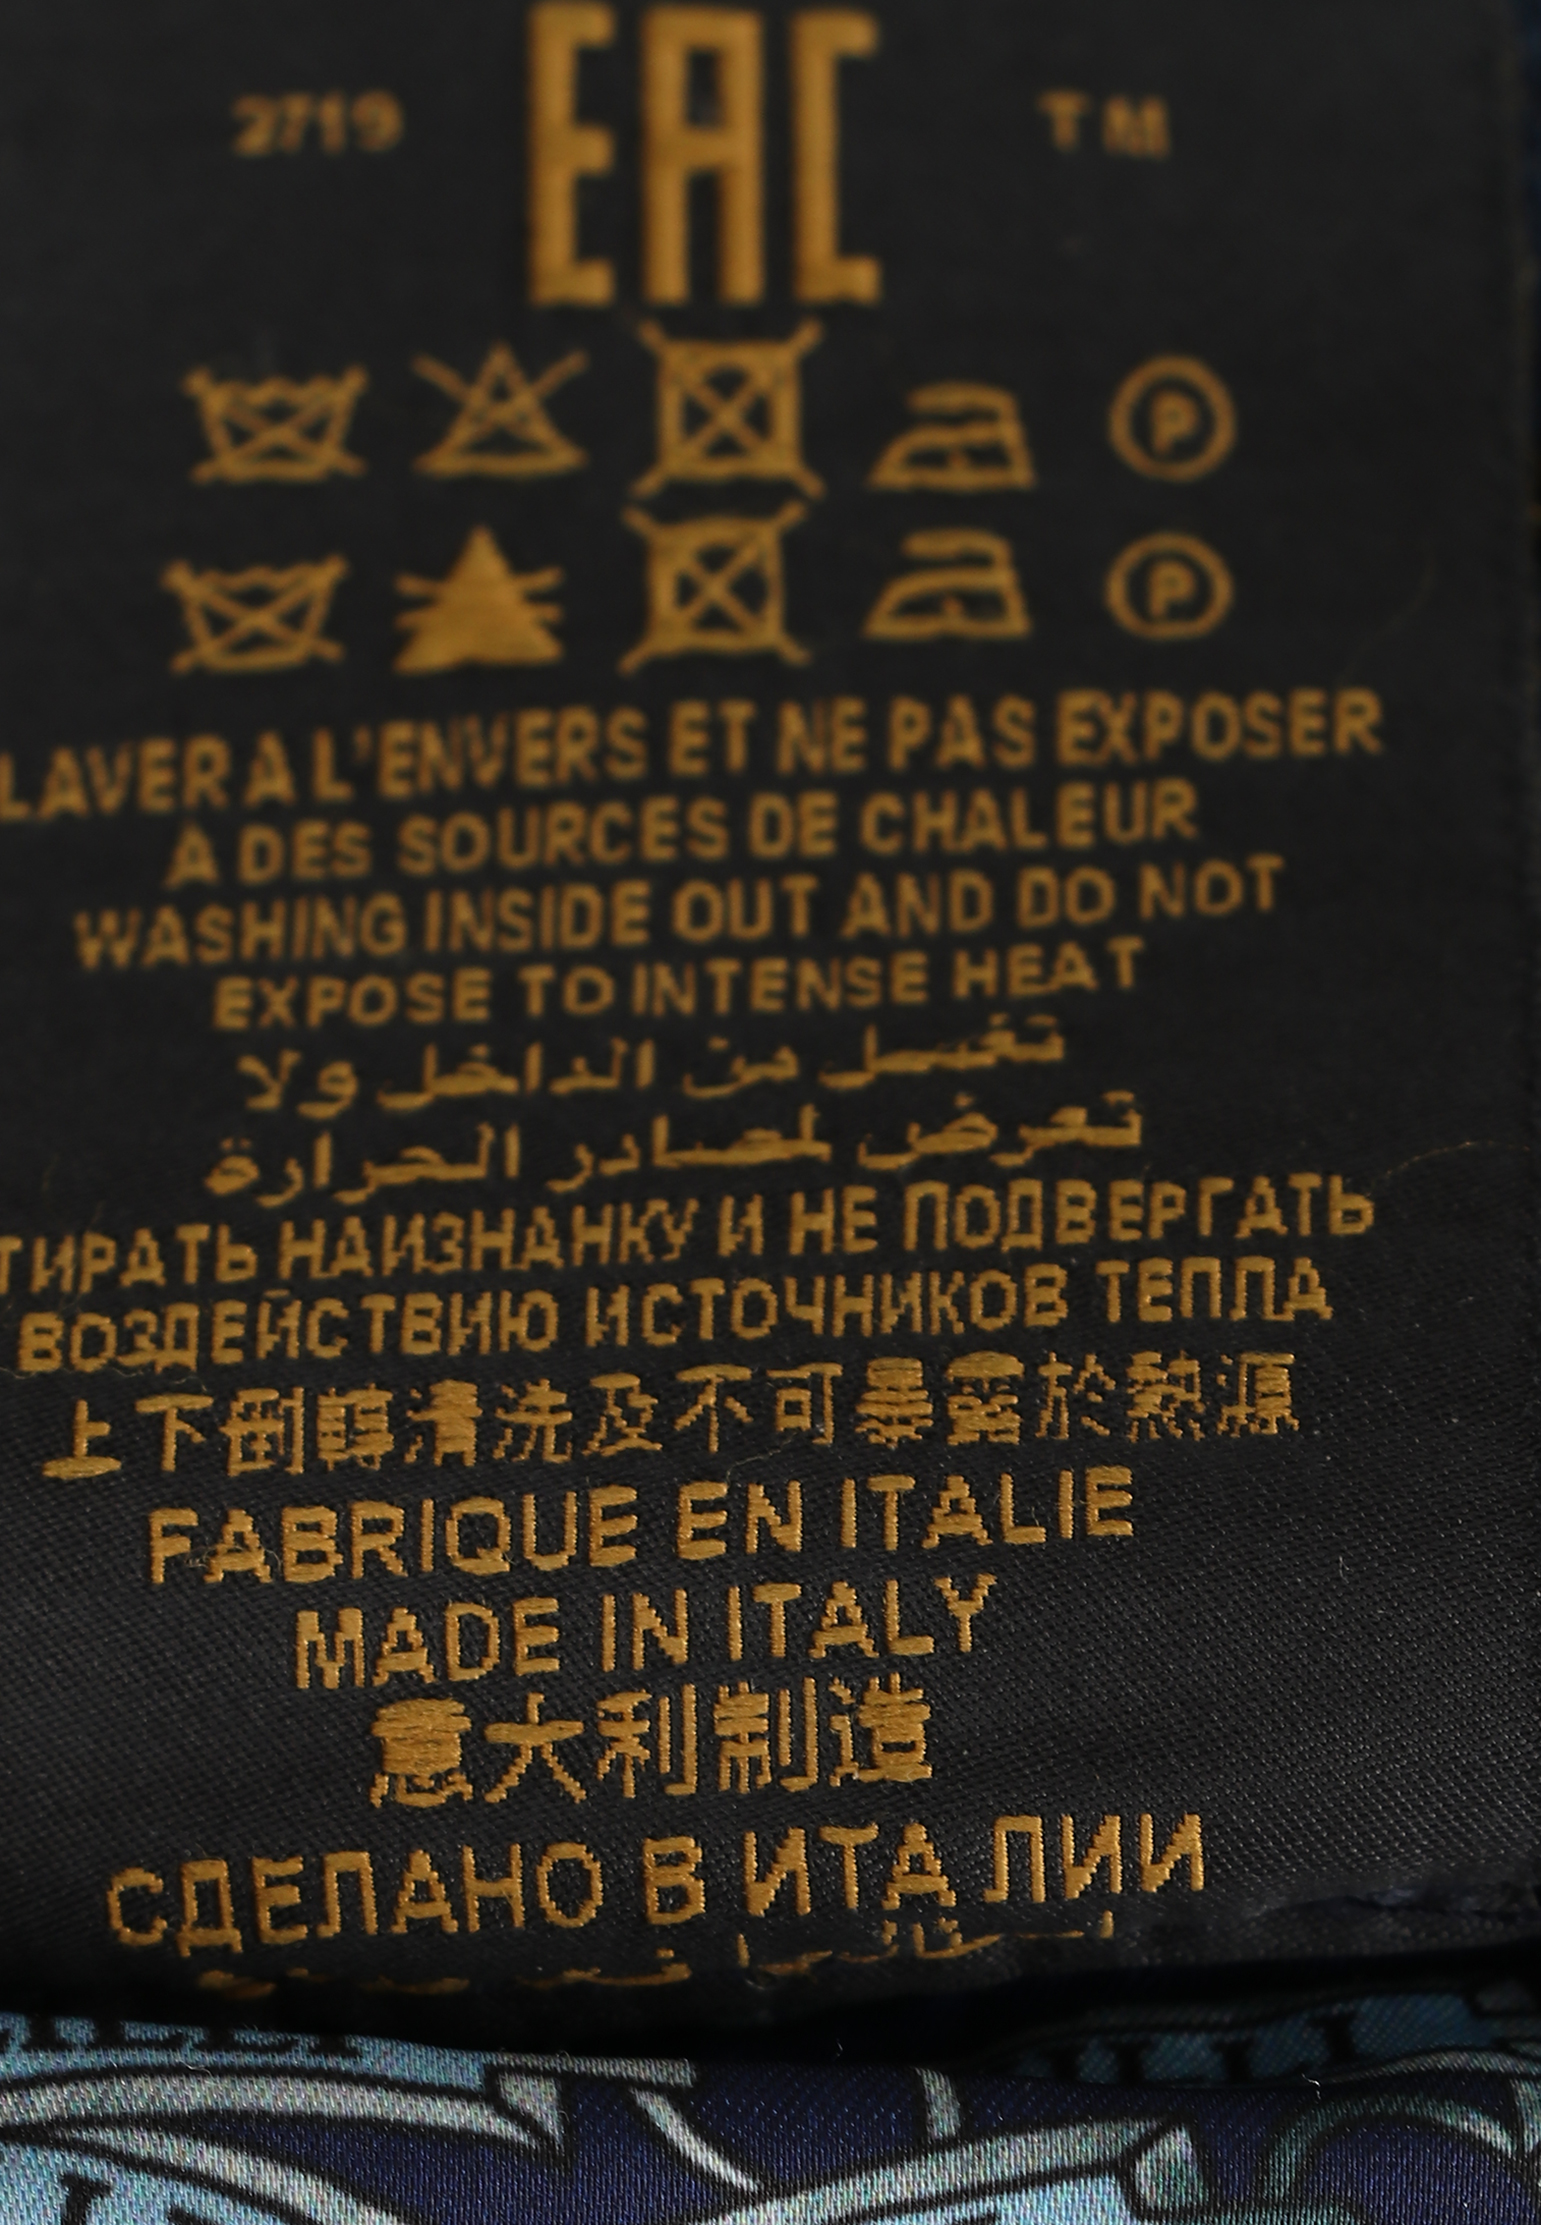 2719 EAC TM
P
P
LAVER A L'ENVERS ET NE PAS EXPOSER
A DES SOURCES DE CHALEUR
WASHING INSIDE OUT AND DO NOT
EXPOSE TO INTENSE HEAT
تغسل من الداخل ولا
تعرض لمصادر الحرارة
ТИРАТЬ НАИЗНАНКУ И НЕ ПОДВЕРГАТЬ
ВОЗДЕЙСТВИЮ ИСТОЧНИКОВ ТЕПЛА
上下倒轉清洗及不可暴露於熱源
FABRIQUE EN ITALIE
MADE IN ITALY
意大利制造
СДЕЛАНО В ИТАЛИИ